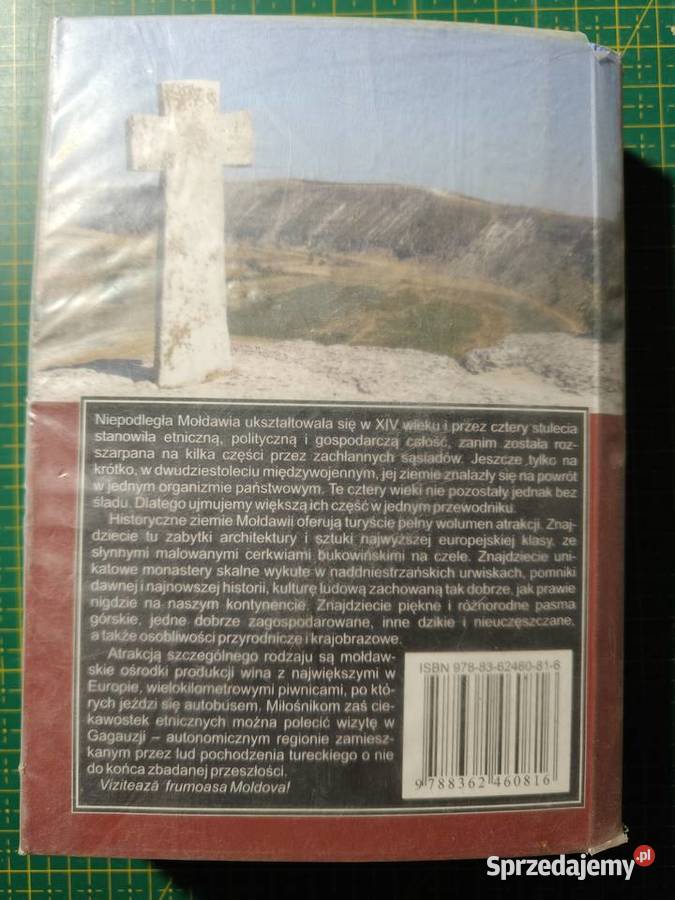 Niepodległa Mołdawia ukształtowała się w XIV wieku i przez cztery stulecia
stanowiła etniczną, polityczną i gospodarczą całość, zanim została roz-
szarpana na kilka części przez zachłannych sąsiadów. Jeszcze tylko na
krótko, w dwudziestoleciu międzywojennym, jej ziemie znalazły się na powrót
w jednym organizmie państwowym. Te cztery wieki nie pozostały jednak bez
śladu. Dlatego ujmujemy większą ich część w jednym przewodniku.
Historyczne ziemie Mołdawii oferują turyście pełny wolumen atrakcji. Znaj-
dziecie tu zabytki architektury i sztuki najwyższej europejskiej klasy, ze
słynnymi malowanymi cerkwiami bukowińskimi na czele. Znajdziecie uni-
katowe monastery skalne wykute w naddniestrzańskich urwiskach, pomniki
dawnej i najnowszej historii, kulturę ludową zachowaną tak dobrze, jak prawie
nigdzie na naszym kontynencie. Znajdziecie piękne i różnorodne pasma
górskie, jedne dobrze zagospodarowane, inne dzikie i nieuczęszczane,
a także osobliwości przyrodnicze i krajobrazowe.
Atrakcją szczególnego rodzaju są mołdaw-
skie ośrodki produkcji wina z największymi w
Europie, wielokilometrowymi piwnicami, po któ-
rych jeździ się autobusem. Miłośnikom zaś cie-
kawostek etnicznych można polecić wizytę w
Gagauzji – autonomicznym regionie zamiesz-
kanym przez lud pochodzenia tureckiego o nie
do końca zbadanej przeszłości.
Vizitează frumoasa Moldova!
ISBN 978-83-62460-81-6
9 788362 460816
Sprzedajemy.pl